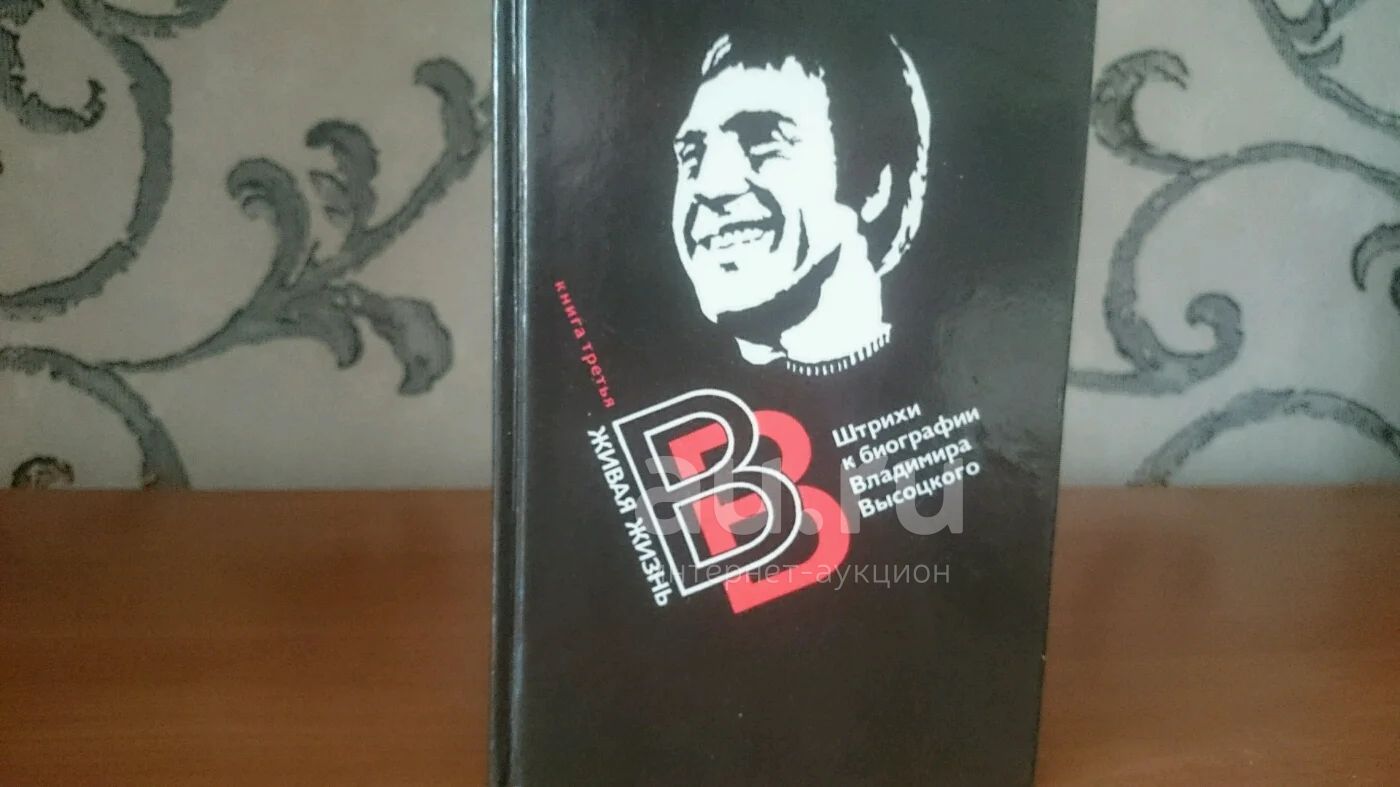 книга третья
ЖИВАЯ ЖИЗНЬ
ВВ
Штрихи
к биографии
Владимира
Высоцкого
au.ru
интернет-аукцион